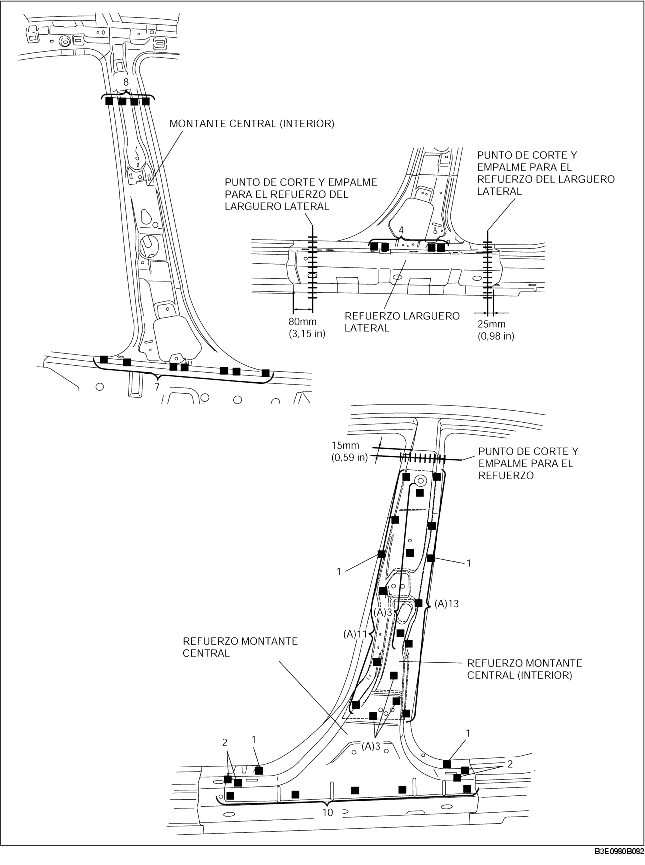 8
MONTANTE CENTRAL (INTERIOR)
7
PUNTO DE CORTE Y EMPALME
PARA EL REFUERZO DEL
LARGUERO LATERAL
PUNTO DE CORTE Y
EMPALME PARA EL
REFUERZO DEL LARGUERO
LATERAL
4
80mm
(3,15 in)
REFUERZO LARGUERO
LATERAL
25mm
(0,98 in)
15mm
(0,59 in)
PUNTO DE CORTE Y
EMPALME PARA EL
REFUERZO
1
1
(A)3
(A)13
(A)11
REFUERZO MONTANTE
CENTRAL
REFUERZO MONTANTE
CENTRAL (INTERIOR)
(A)3
2
1
1
2
10
B3E0980B082